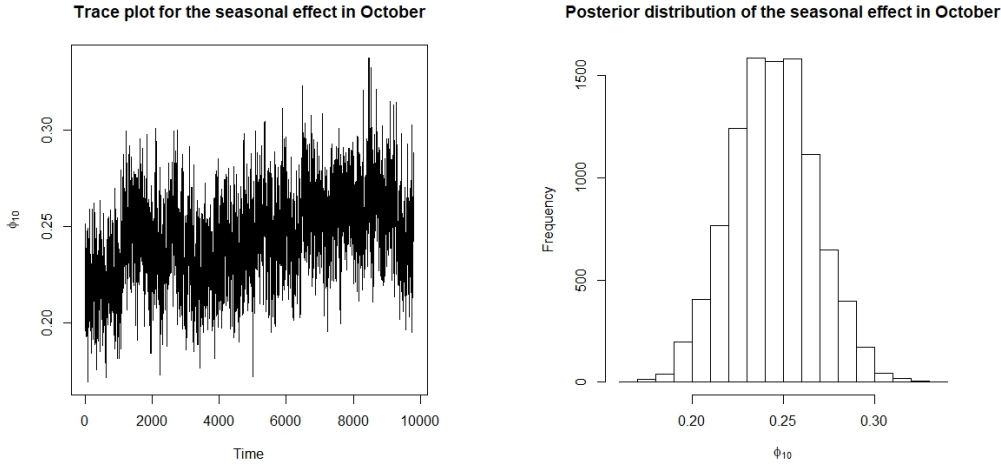 Trace plot for the seasonal effect in October
0.30
0.25
0.20
ϕ₁₀
0 2000 4000 6000 8000 10000
Time
Posterior distribution of the seasonal effect in October
1500
1000
500
0
Frequency
0.20 0.25 0.30
ϕ₁₀